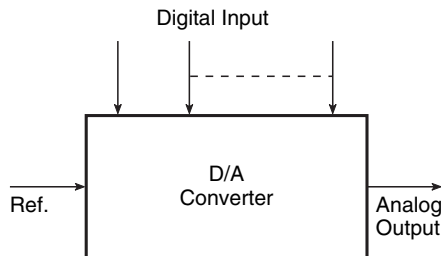 Digital Input
D/A
Converter
Ref.
Analog
Output